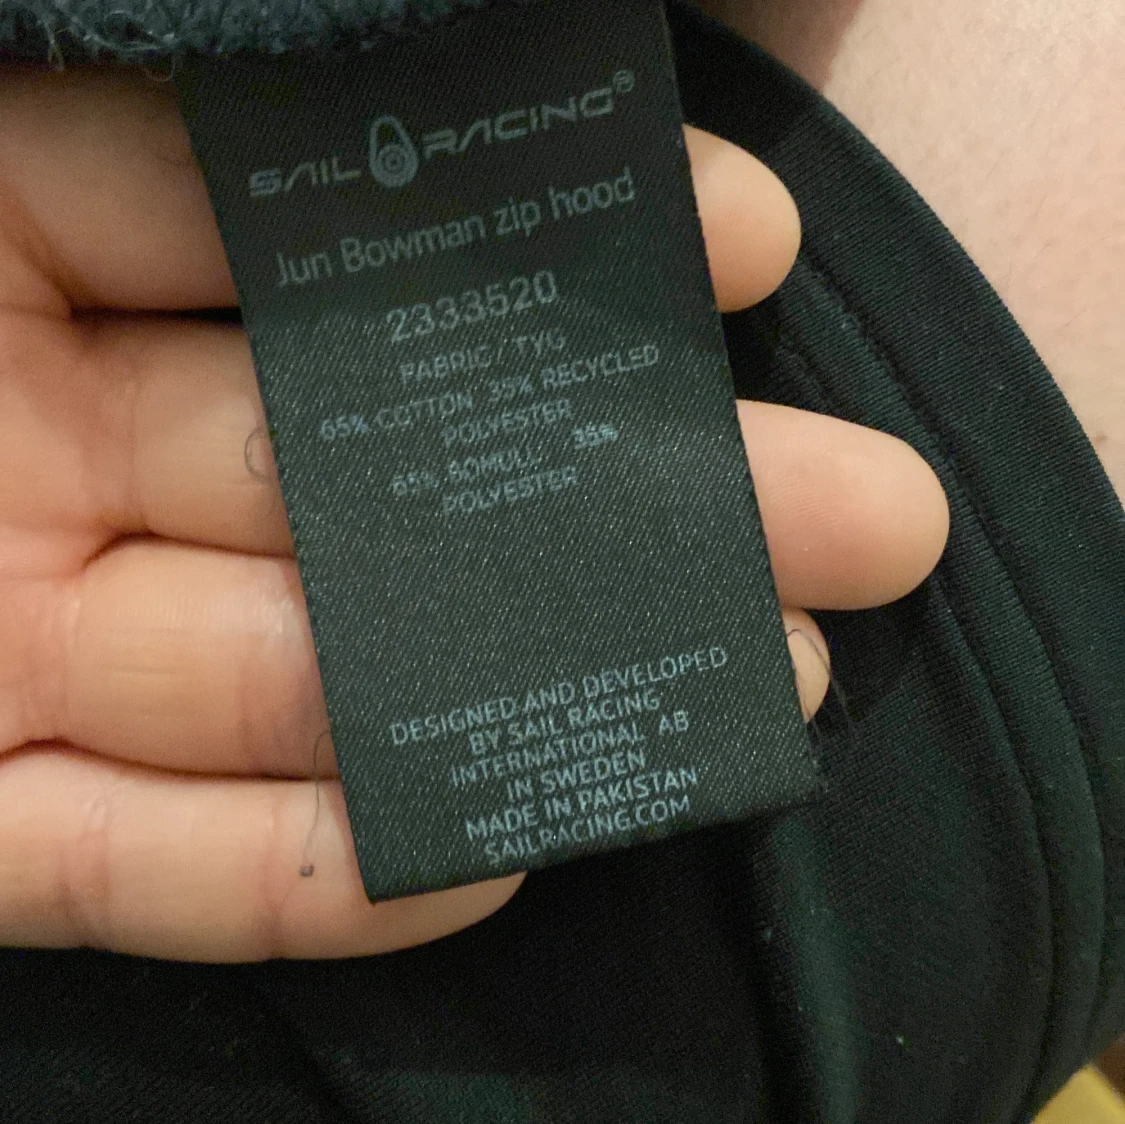 SAIL RACING®
Jun Bowman zip hood
2333520
FABRIC / TYG
65% COTTON 35% RECYCLED
POLYESTER
65% BOMULL 35%
POLYESTER
DESIGNED AND DEVELOPED
BY SAIL RACING
INTERNATIONAL AB
IN SWEDEN
MADE IN PAKISTAN
SAILRACING.COM